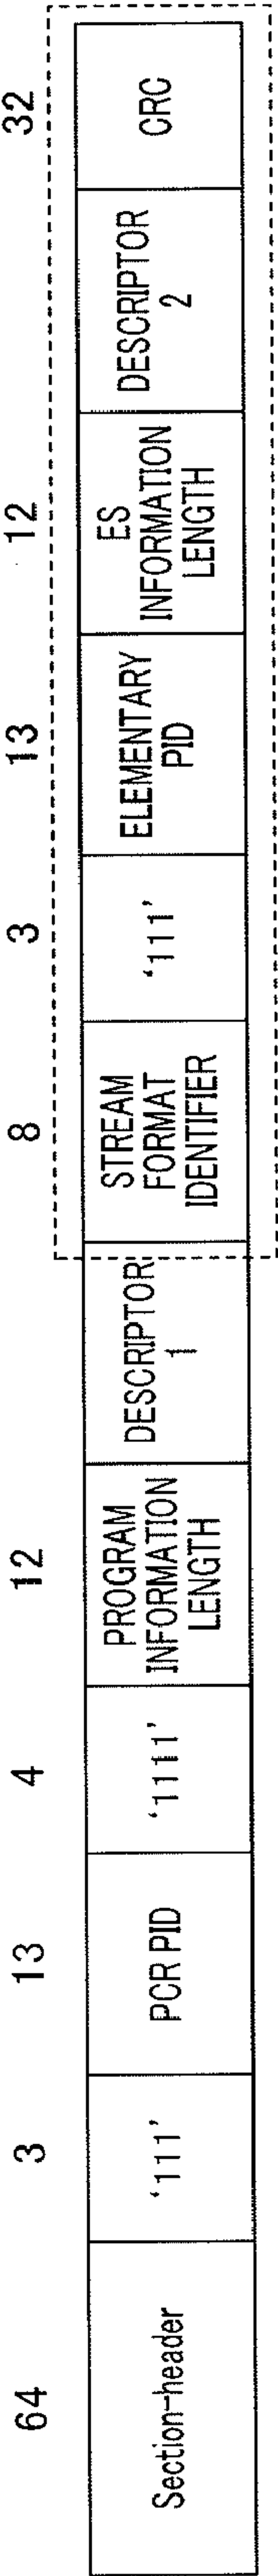 64 3 13 4 12 8 3 13 12 32
Section-header
‘111’
PCR PID
‘1111’
PROGRAM
INFORMATION
LENGTH
DESCRIPTOR
1
STREAM
FORMAT
IDENTIFIER
‘111’
ELEMENTARY
PID
ES
INFORMATION
LENGTH
DESCRIPTOR
2
CRC